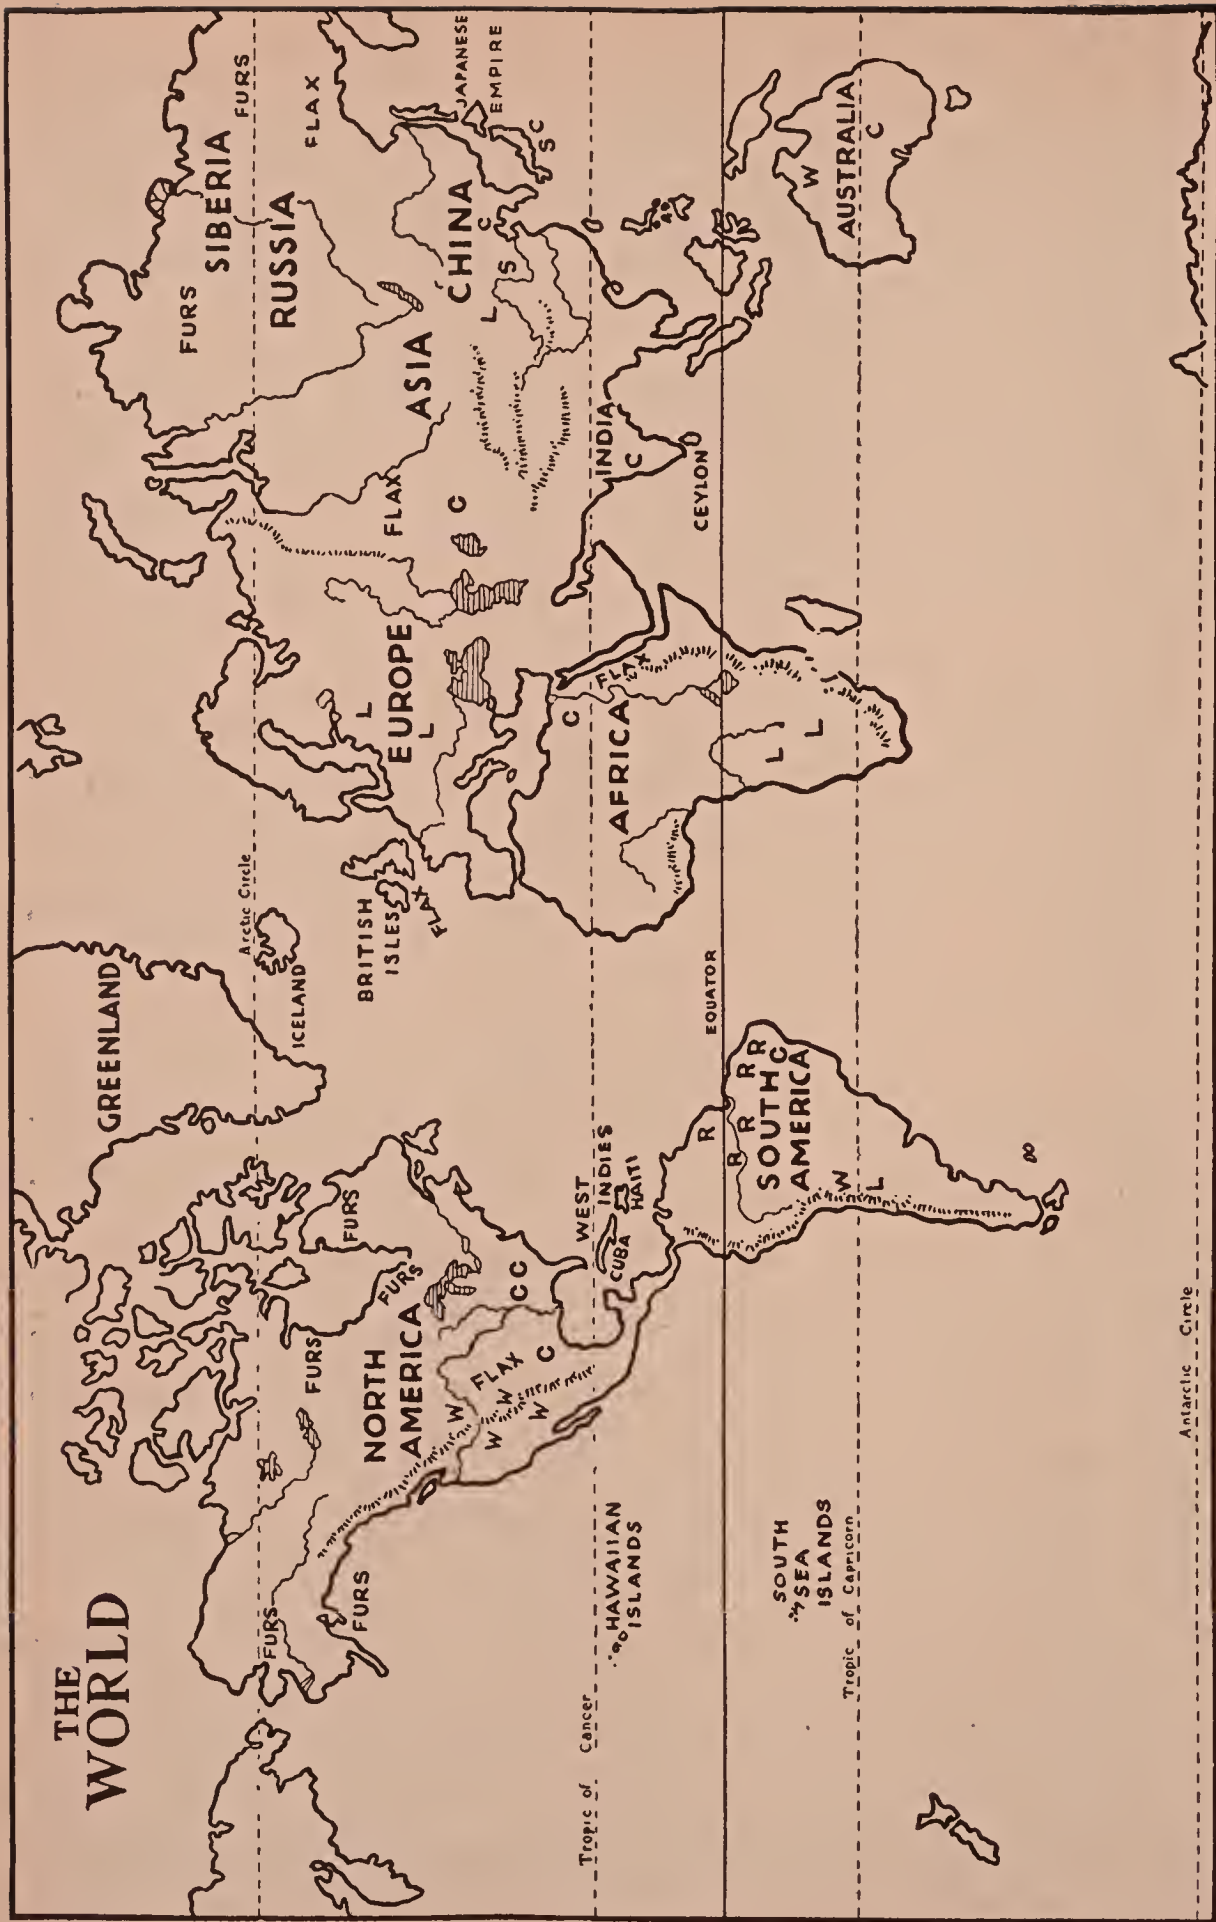 THE
WORLD
GREENLAND
Arctic Circle
ICELAND
FURS
FURS
FURS
FURS
FURS
NORTH
AMERICA
FLAX
W
W
W
W
C
C
C
WEST
INDIES
CUBA
HAITI
Tropic of Cancer
HAWAIIAN
ISLANDS
EQUATOR
SOUTH
SEA
ISLANDS
Tropic of Capricorn
SOUTH
AMERICA
R
R
R
R
R
C
W
L
Antarctic Circle
BRITISH
ISLES
FLAX
EUROPE
L
L
AFRICA
C
FLAX
L
L
SIBERIA
FURS
FURS
RUSSIA
FLAX
FLAX
C
ASIA
CHINA
C
S
L
JAPANESE
EMPIRE
S
C
INDIA
C
CEYLON
AUSTRALIA
W
C